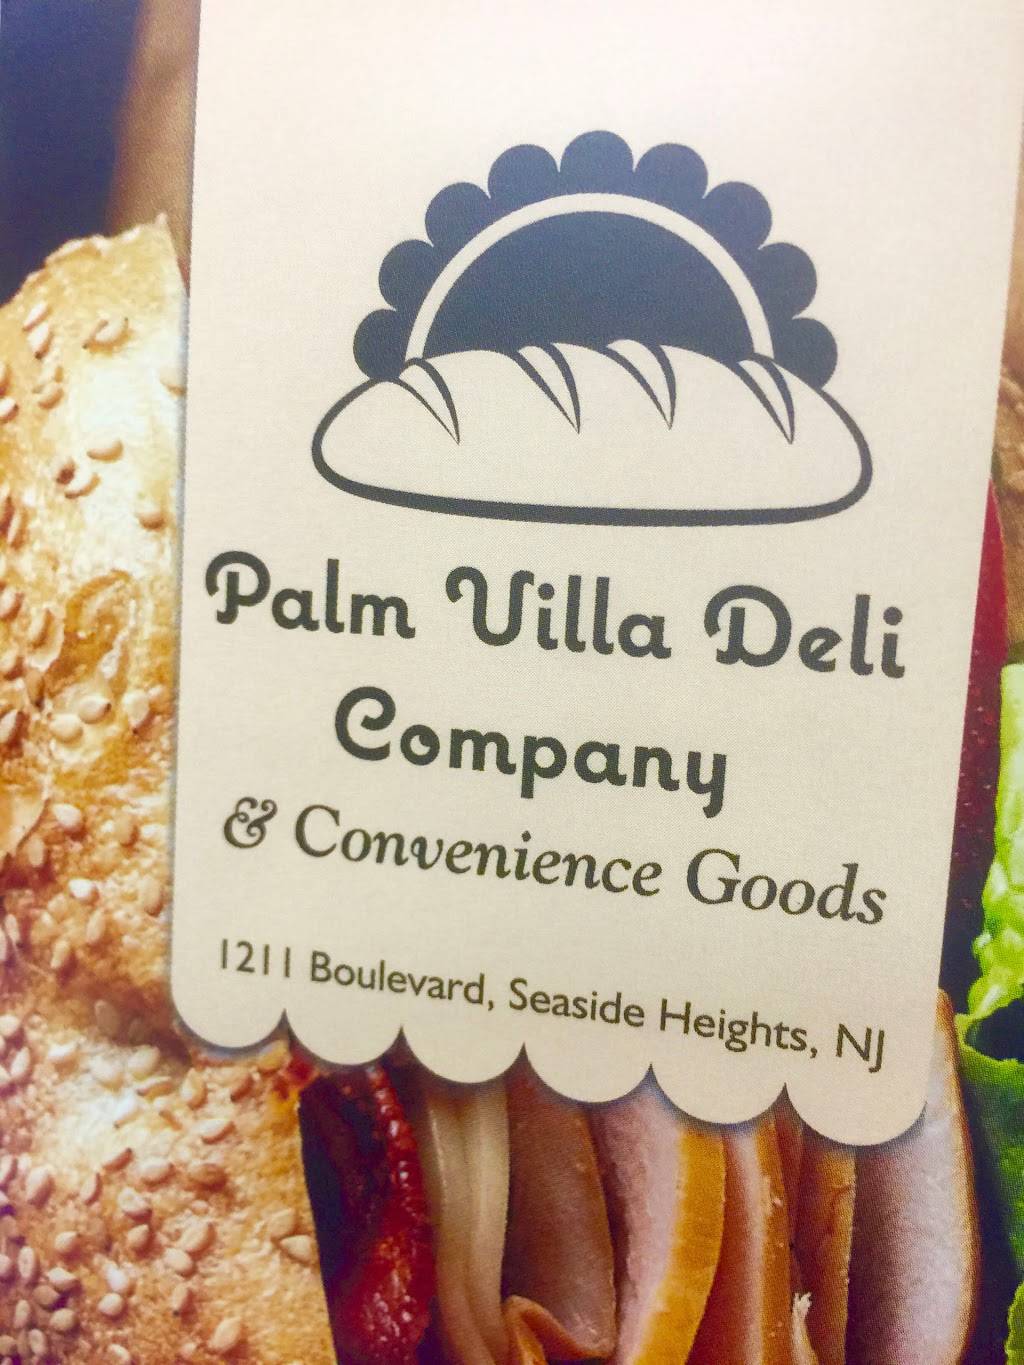 Palm Villa Deli
Company
& Convenience Goods
1211 Boulevard, Seaside Heights, NJ